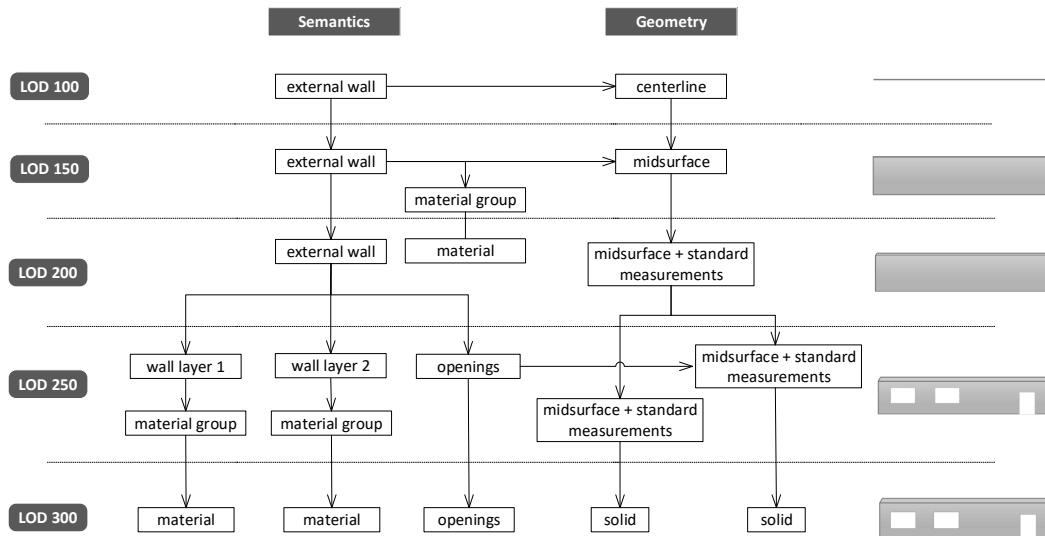 Semantics
Geometry
LOD 100
external wall
centerline
LOD 150
external wall
midsurface
material group
LOD 200
external wall
material
midsurface + standard
measurements
LOD 250
wall layer 1
wall layer 2
openings
midsurface + standard
measurements
material group
material group
midsurface + standard
measurements
LOD 300
material
material
openings
solid
solid